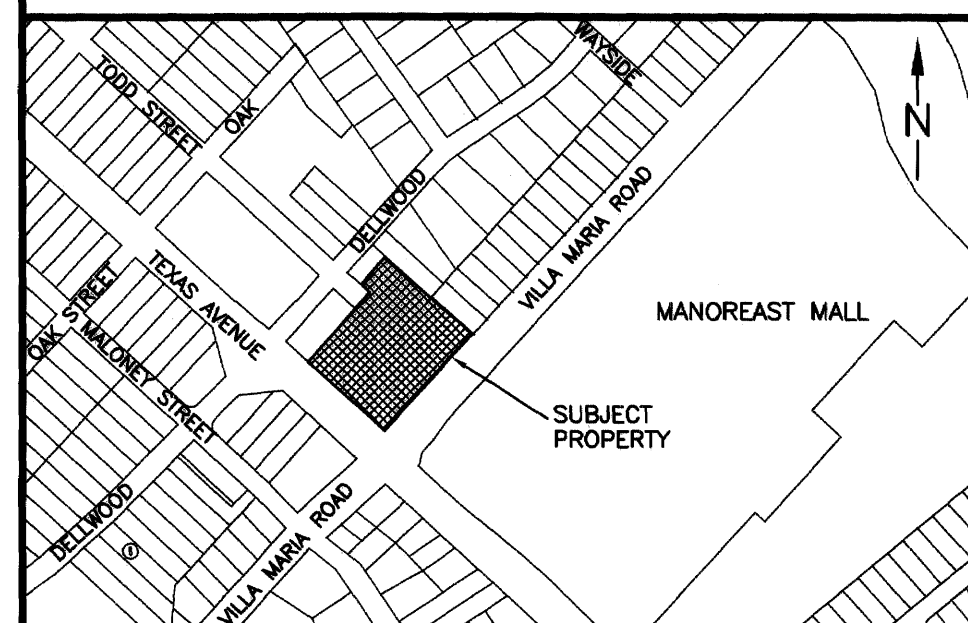 WAYSIDE
TODD STREET
OAK
N
DELLWOOD
VILLA MARIA ROAD
TEXAS AVENUE
MANOREAST MALL
OAK STREET
S MALONEY STREET
SUBJECT
PROPERTY
DELLWOOD
VILLA MARIA ROAD